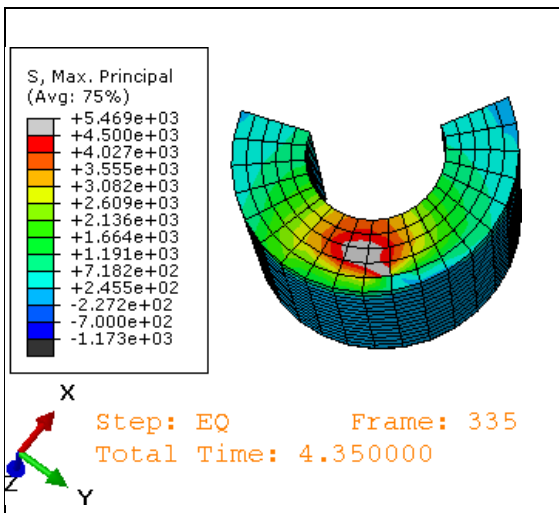 S, Max. Principal
(Avg: 75%)
+5.469e+03
+4.500e+03
+4.027e+03
+3.555e+03
+3.082e+03
+2.609e+03
+2.136e+03
+1.664e+03
+1.191e+03
+7.182e+02
+2.455e+02
-2.272e+02
-7.000e+02
-1.173e+03
X
Step: EQ Frame: 335
Total Time: 4.350000
Z
Y